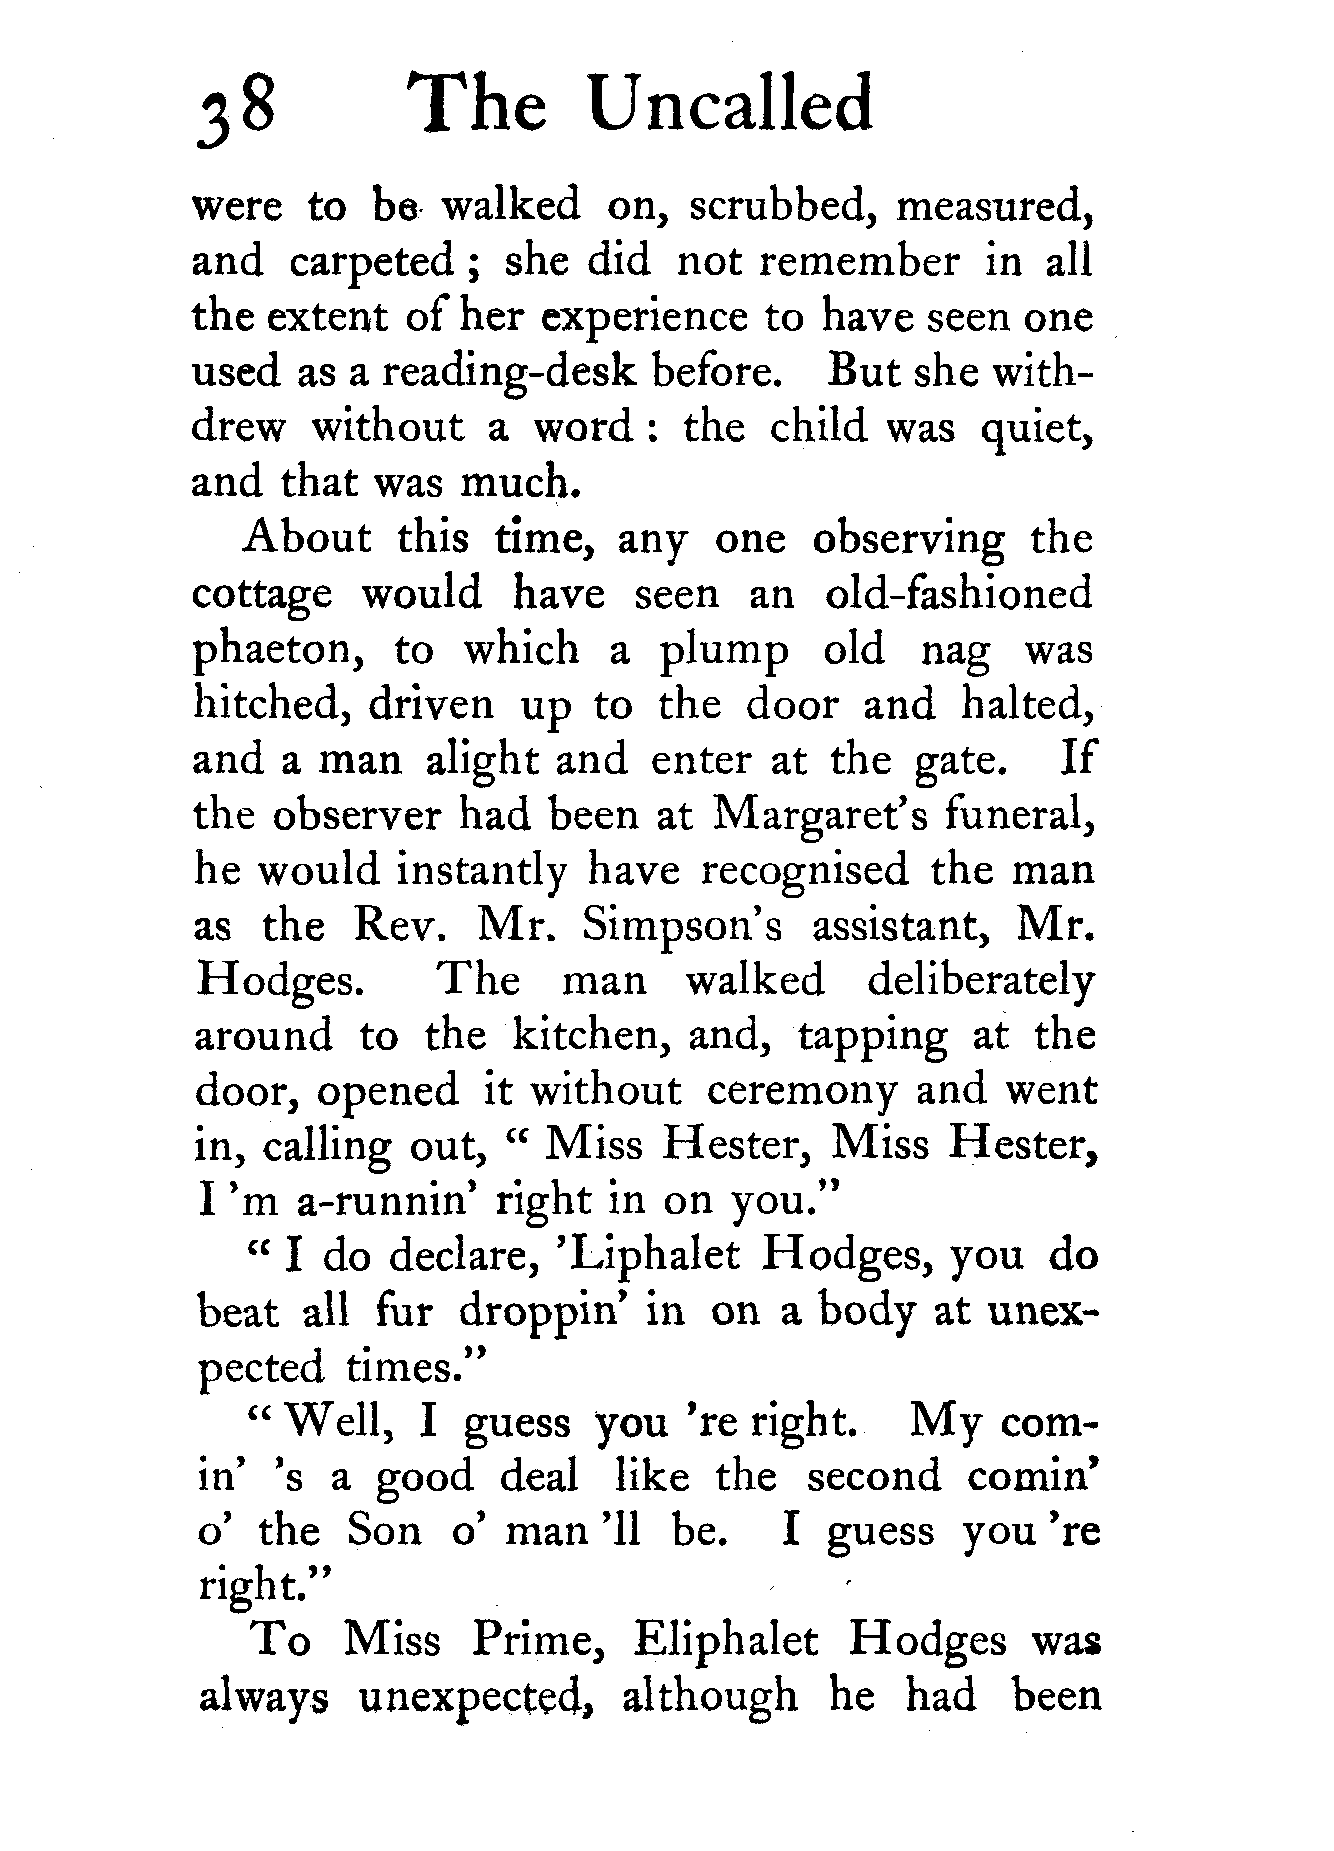 38 The Uncalled
were to be walked on, scrubbed, measured,
and carpeted ; she did not remember in all
the extent of her experience to have seen one
used as a reading-desk before. But she with-
drew without a word : the child was quiet,
and that was much.
About this time, any one observing the
cottage would have seen an old-fashioned
phaeton, to which a plump old nag was
hitched, driven up to the door and halted,
and a man alight and enter at the gate. If
the observer had been at Margaret's funeral,
he would instantly have recognised the man
as the Rev. Mr. Simpson's assistant, Mr.
Hodges. The man walked deliberately
around to the kitchen, and, tapping at the
door, opened it without ceremony and went
in, calling out, “ Miss Hester, Miss Hester,
I 'm a-runnin' right in on you.”
“ I do declare, 'Liphalet Hodges, you do
beat all fur droppin' in on a body at unex-
pected times.”
“ Well, I guess you 're right. My com-
in' 's a good deal like the second comin'
o' the Son o' man 'll be. I guess you 're
right.”
To Miss Prime, Eliphalet Hodges was
always unexpected, although he had been